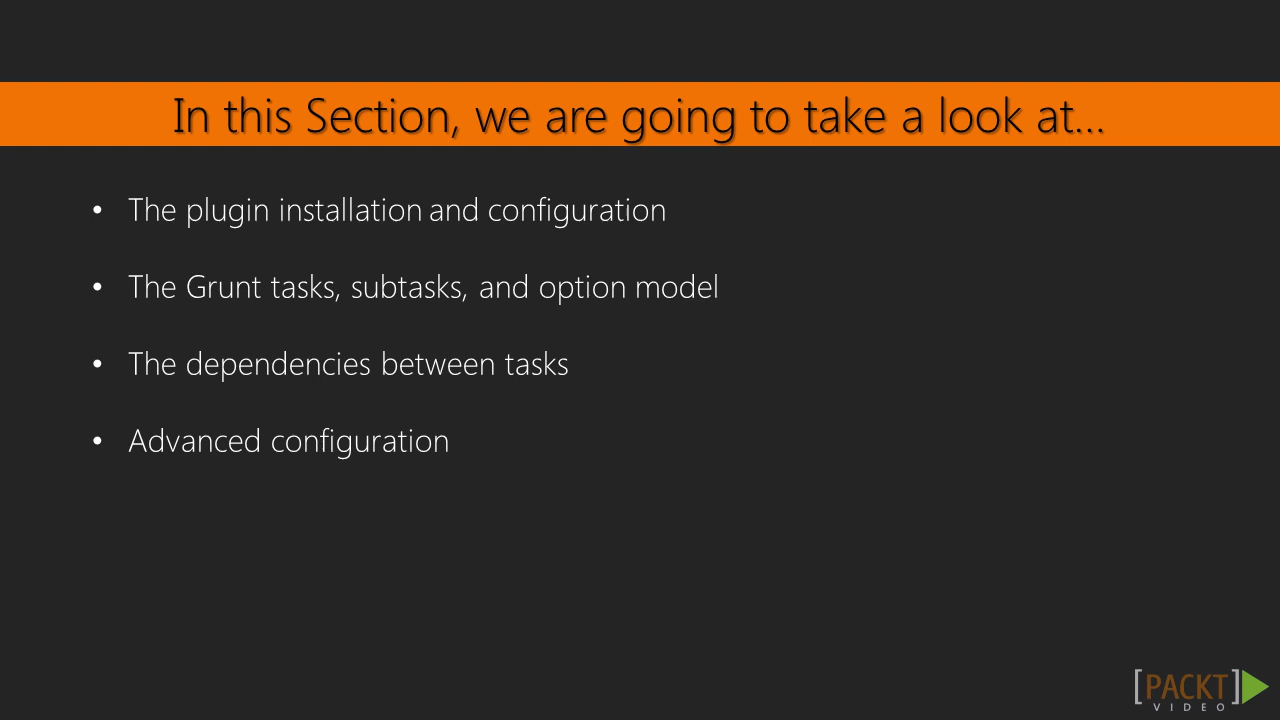 In this Section, we are going to take a look at...
• The plugin installation and configuration
• The Grunt tasks, subtasks, and option model
• The dependencies between tasks
• Advanced configuration
[PACKT]
VIDEO